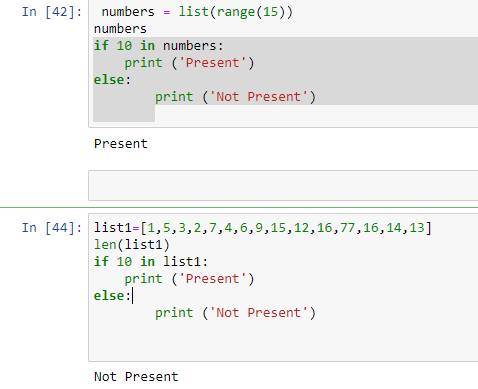 In [42]: numbers = list(range(15))
numbers
if 10 in numbers:
    print ('Present')
else:
        print ('Not Present')
Present
In [44]: list1=[1,5,3,2,7,4,6,9,15,12,16,77,16,14,13]
len(list1)
if 10 in list1:
    print ('Present')
else:
        print ('Not Present')
Not Present